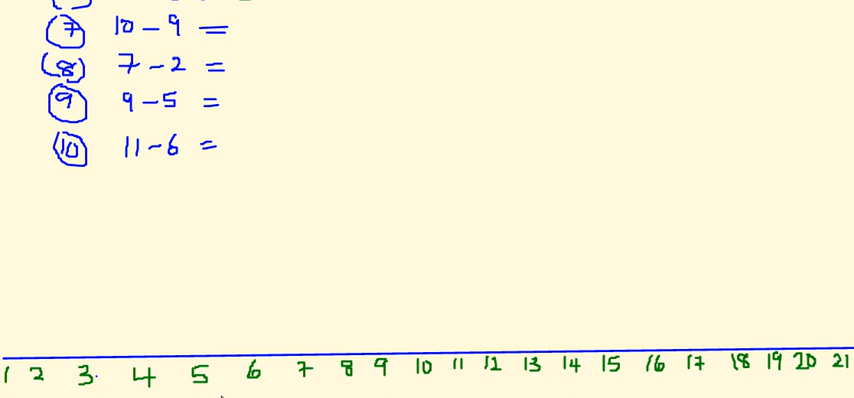 (7) 10 - 9 =
(8) 7 - 2 =
(9) 9 - 5 =
(10) 11 - 6 =
1 2 3. 4 5 6 7 8 9 10 11 12 13 14 15 16 17 18 19 20 21